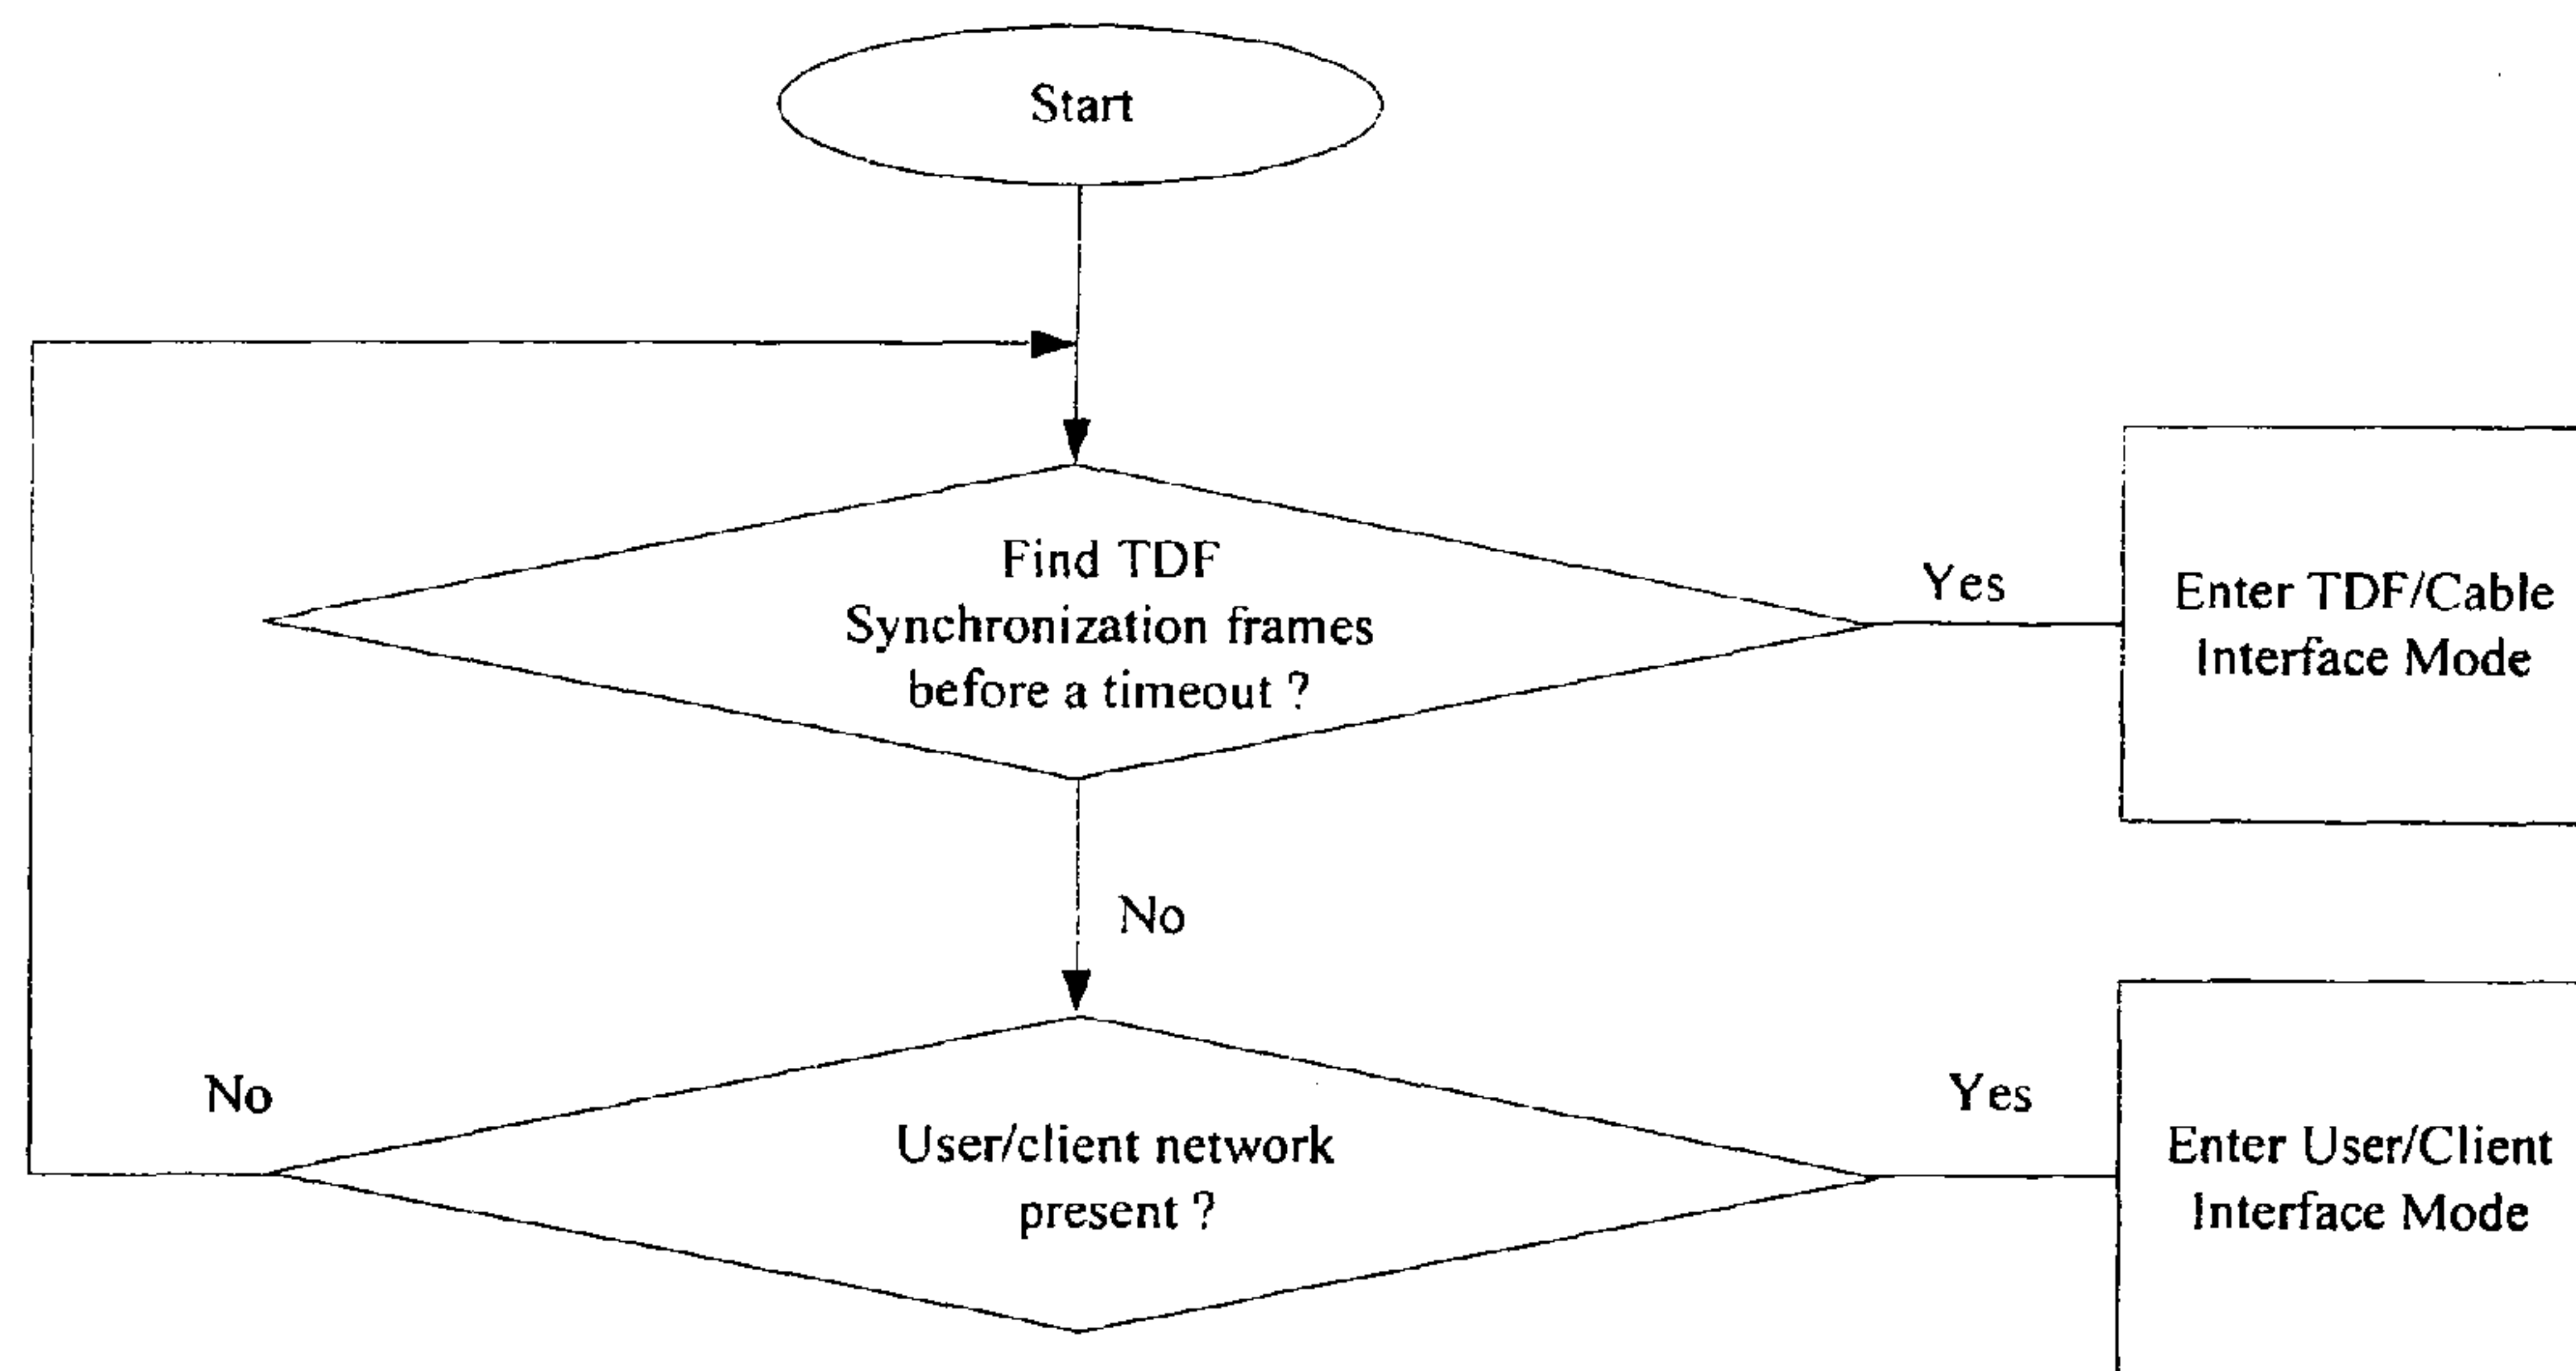 Start
Find TDF
Synchronization frames
before a timeout ?
Yes
Enter TDF/Cable
Interface Mode
No
No
User/client network
present ?
Yes
Enter User/Client
Interface Mode